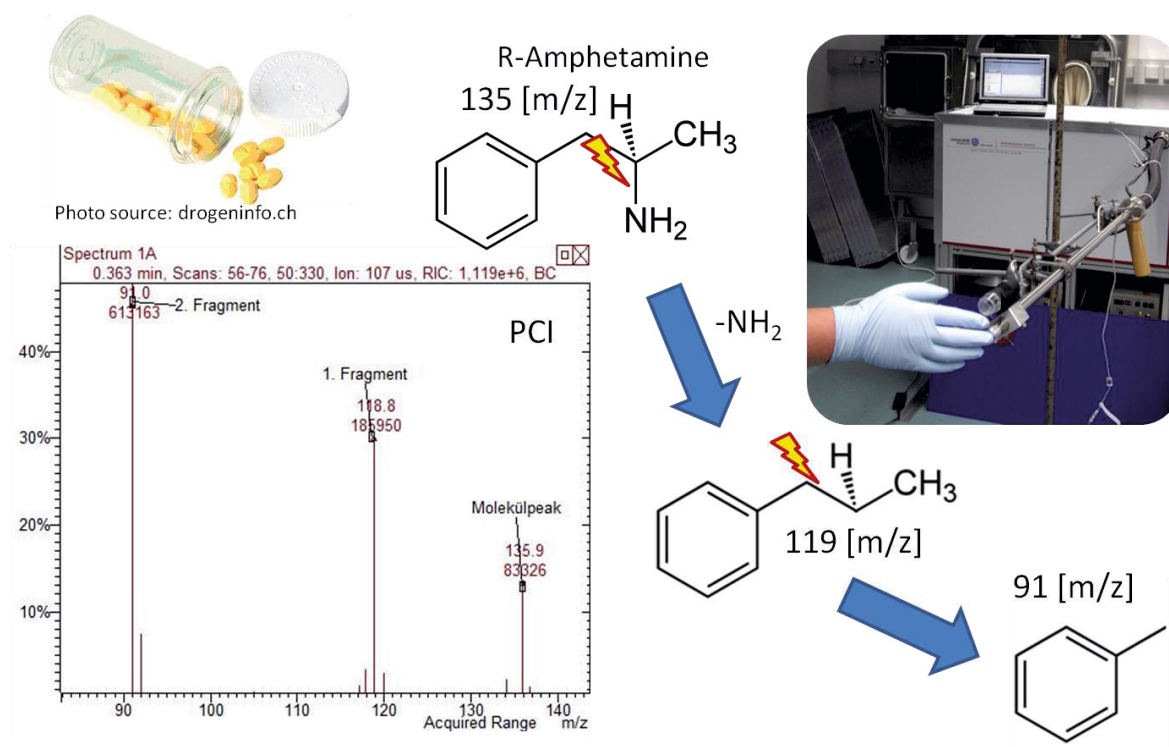 R-Amphetamine
135 [m/z]
H
CH₃
NH₂
Photo source: drogeninfo.ch
Spectrum 1A
0.363 min, Scans: 56-76, 50:330, Ion: 107 us, RIC: 1,119e+6, BC
91.0
613163
2. Fragment
PCI
40%
1. Fragment
118.8
185950
30%
Molekülpeak
20%
135.9
83326
10%
90
100
110
120
130
140
Acquired Range
m/z
-NH₂
H
CH₃
119 [m/z]
91 [m/z]